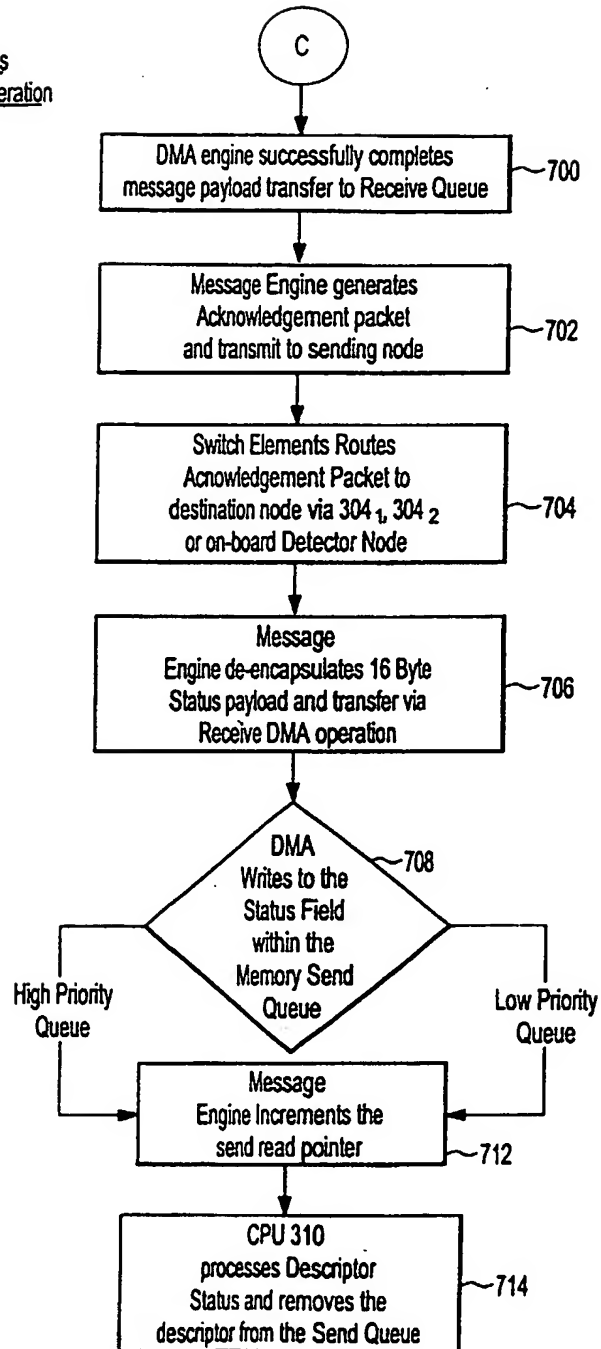 C
s
eration
DMA engine successfully completes
message payload transfer to Receive Queue
700
Message Engine generates
Acknowledgement packet
and transmit to sending node
702
Switch Elements Routes
Acnowledgement Packet to
destination node via 304 1, 304 2
or on-board Detector Node
704
Message
Engine de-encapsulates 16 Byte
Status payload and transfer via
Receive DMA operation
706
DMA
Writes to the
Status Field
within the
Memory Send
Queue
708
High Priority
Queue
Low Priority
Queue
Message
Engine Increments the
send read pointer
712
CPU 310
processes Descriptor
Status and removes the
descriptor from the Send Queue
714